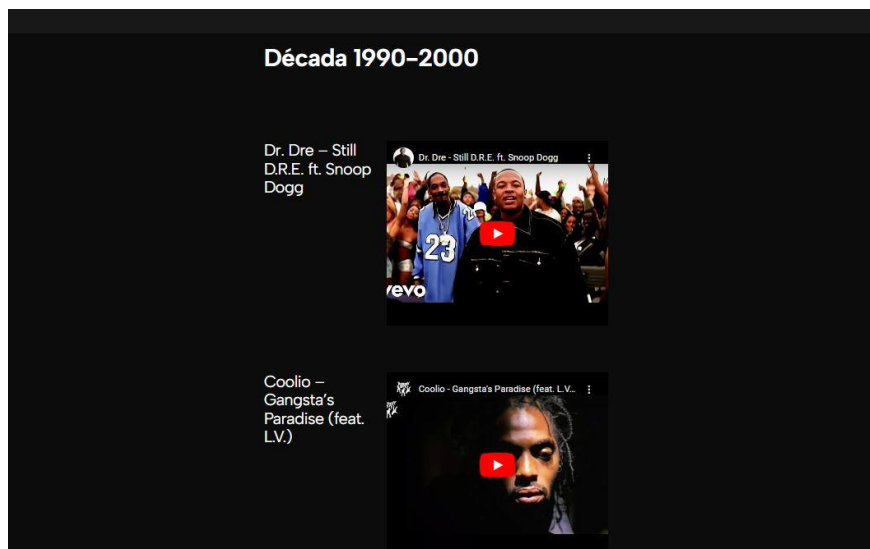 Década 1990-2000
Dr. Dre – Still
D.R.E. ft. Snoop
Dogg
Dr. Dre - Still D.R.E. ft. Snoop Dogg
23
vevo
Coolio –
Gangsta's
Paradise (feat.
L.V.)
Coolio - Gangsta's Paradise (feat. L.V...